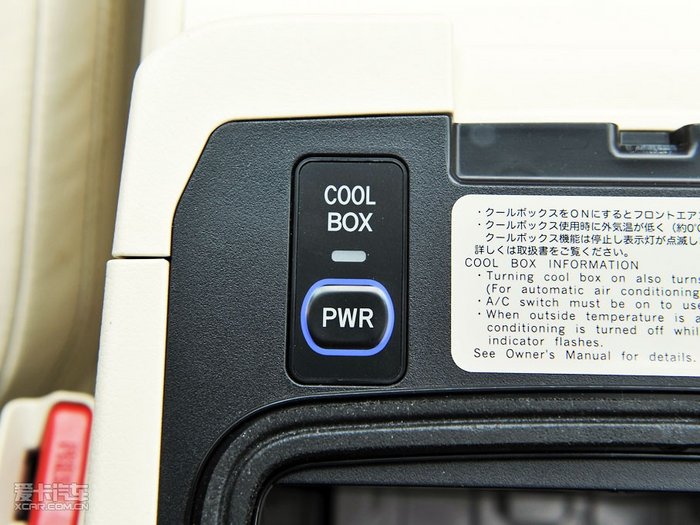 COOL
BOX
PWR
・クールボックスをONにするとフロントエアコ
・クールボックス使用時に外気温が低く（約0℃
クールボックス機能は停止し表示灯が点滅し
詳しくは取扱書をご覧ください。
COOL BOX INFORMATION
・Turning cool box on also turns
(For automatic air conditioning
・A/C switch must be on to use
・When outside temperature is a
conditioning is turned off whil
indicator flashes.
See Owner's Manual for details.
爱卡汽车
XCAR.COM.CN